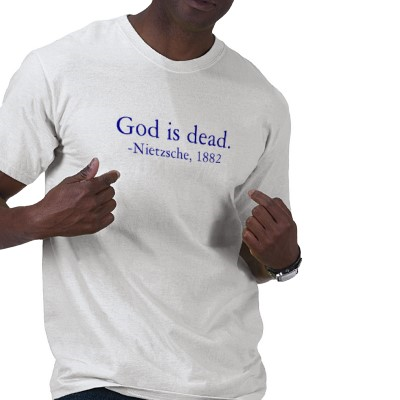 God is dead.
-Nietzsche, 1882